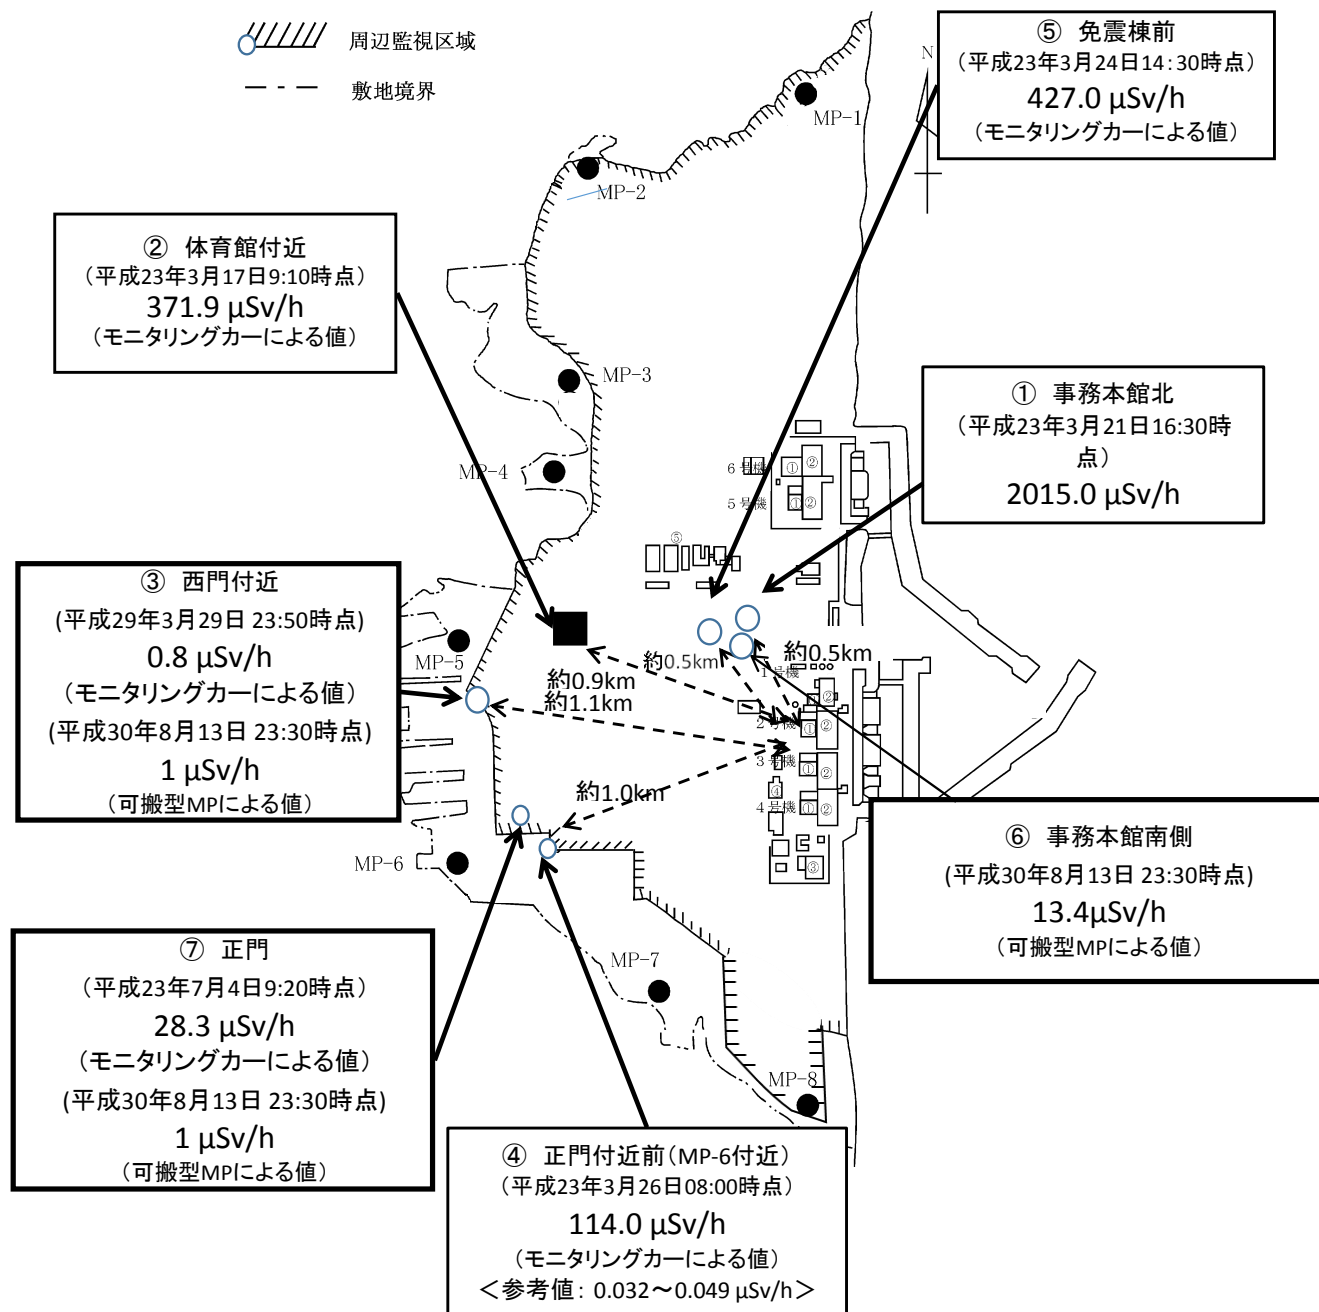 周辺監視区域
敷地境界
⑤ 免震棟前
(平成23年3月24日14:30時点)
427.0 μSv/h
(モニタリングカーによる値)
N
MP-1
MP-2
② 体育館付近
(平成23年3月17日9:10時点)
371.9 μSv/h
(モニタリングカーによる値)
MP-3
① 事務本館北
(平成23年3月21日16:30時
点)
2015.0 μSv/h
MP-4
6号機
①
②
5号機
①
②
⑤
③ 西門付近
(平成29年3月29日 23:50時点)
0.8 μSv/h
(モニタリングカーによる値)
(平成30年8月13日 23:30時点)
1 μSv/h
(可搬型MPによる値)
MP-5
約0.9km
約1.1km
約0.5km
約0.5km
1号機
②
2号機
①
②
3号機
①
②
約1.0km
④
4号機
①
②
③
MP-6
⑥ 事務本館南側
(平成30年8月13日 23:30時点)
13.4μSv/h
(可搬型MPによる値)
⑦ 正門
(平成23年7月4日9:20時点)
28.3 μSv/h
(モニタリングカーによる値)
(平成30年8月13日 23:30時点)
1 μSv/h
(可搬型MPによる値)
MP-7
MP-8
④ 正門付近前(MP-6付近)
(平成23年3月26日08:00時点)
114.0 μSv/h
(モニタリングカーによる値)
<参考値: 0.032~0.049 μSv/h>